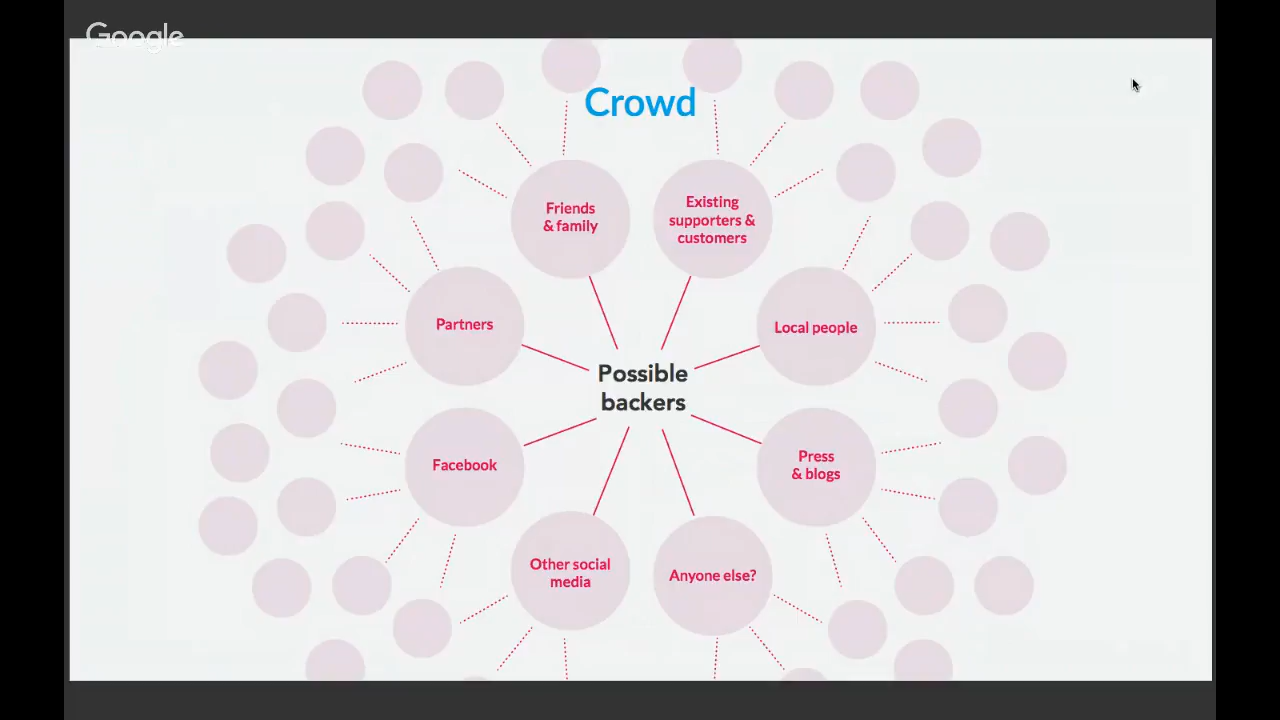 Google
Crowd
Friends
& family
Existing
supporters &
customers
Partners
Local people
Possible
backers
Facebook
Press
& blogs
Other social
media
Anyone else?